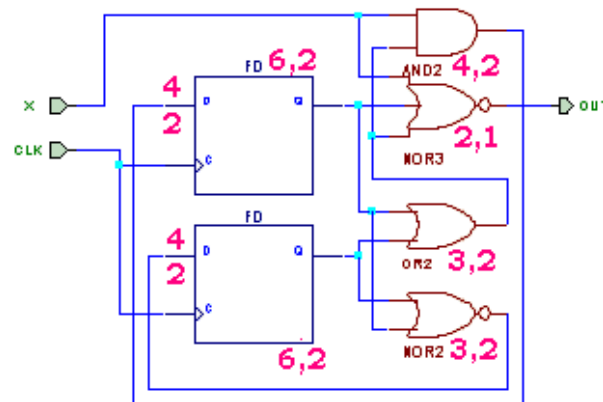 FD 6,2
AND2 4,2
4
D Q
X
2
2,1
OUT
CLK
C
NOR3
FD
4
D Q
OR2 3,2
2
C
NOR2 3,2
6,2